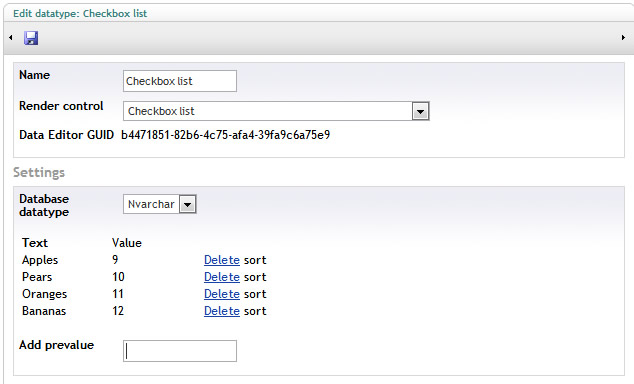 Edit datatype: Checkbox list
Name Checkbox list
Render control Checkbox list
Data Editor GUID b4471851-82b6-4c75-afa4-39fa9c6a75e9
Settings
Database datatype Nvarchar
Text Value
Apples 9 Delete sort
Pears 10 Delete sort
Oranges 11 Delete sort
Bananas 12 Delete sort
Add prevalue